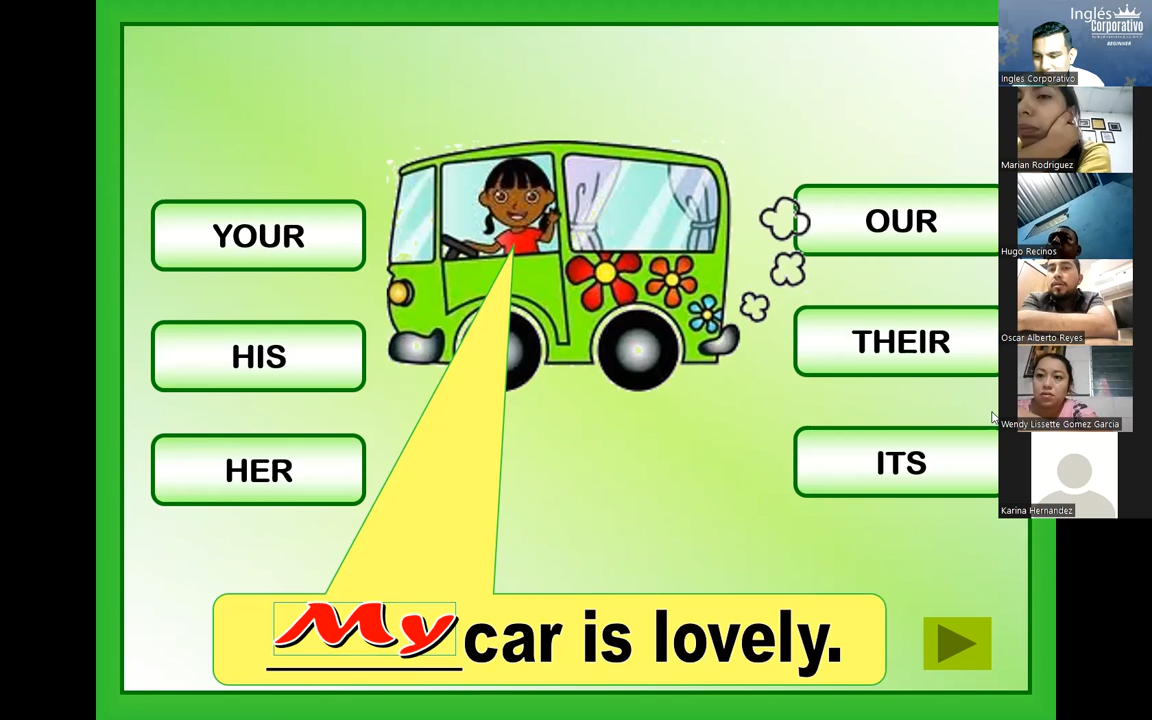 YOUR
HIS
HER
OUR
THEIR
ITS
My car is lovely.
Inglés
Corporativo
BEGINNER
Ingles Corporativo
Marian Rodriguez
Hugo Recinos
Oscar Alberto Reyes
Wendy Lissette Gomez Garcia
Karina Hernandez